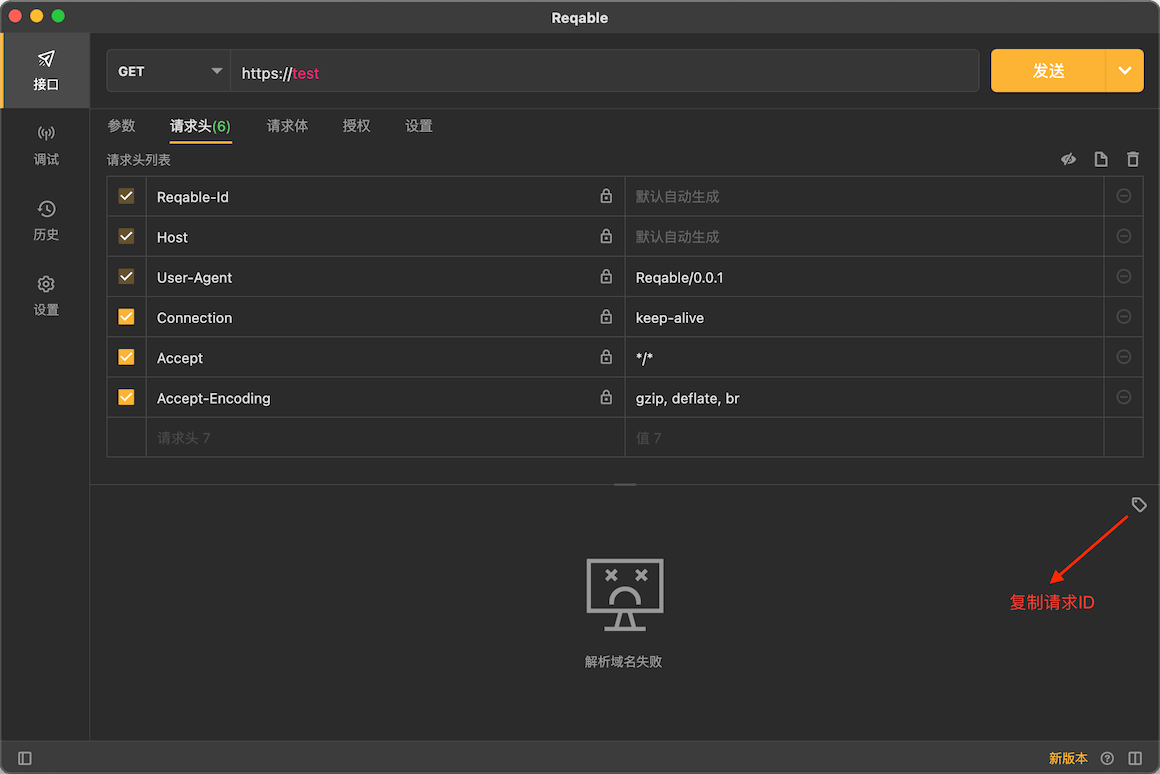 Reqable
接口
调试
历史
设置
GET
https://test
发送
参数
请求头(6)
请求体
授权
设置
请求头列表
Reqable-Id
默认自动生成
Host
默认自动生成
User-Agent
Reqable/0.0.1
Connection
keep-alive
Accept
*/*
Accept-Encoding
gzip, deflate, br
请求头 7
值 7
复制请求ID
解析域名失败
新版本